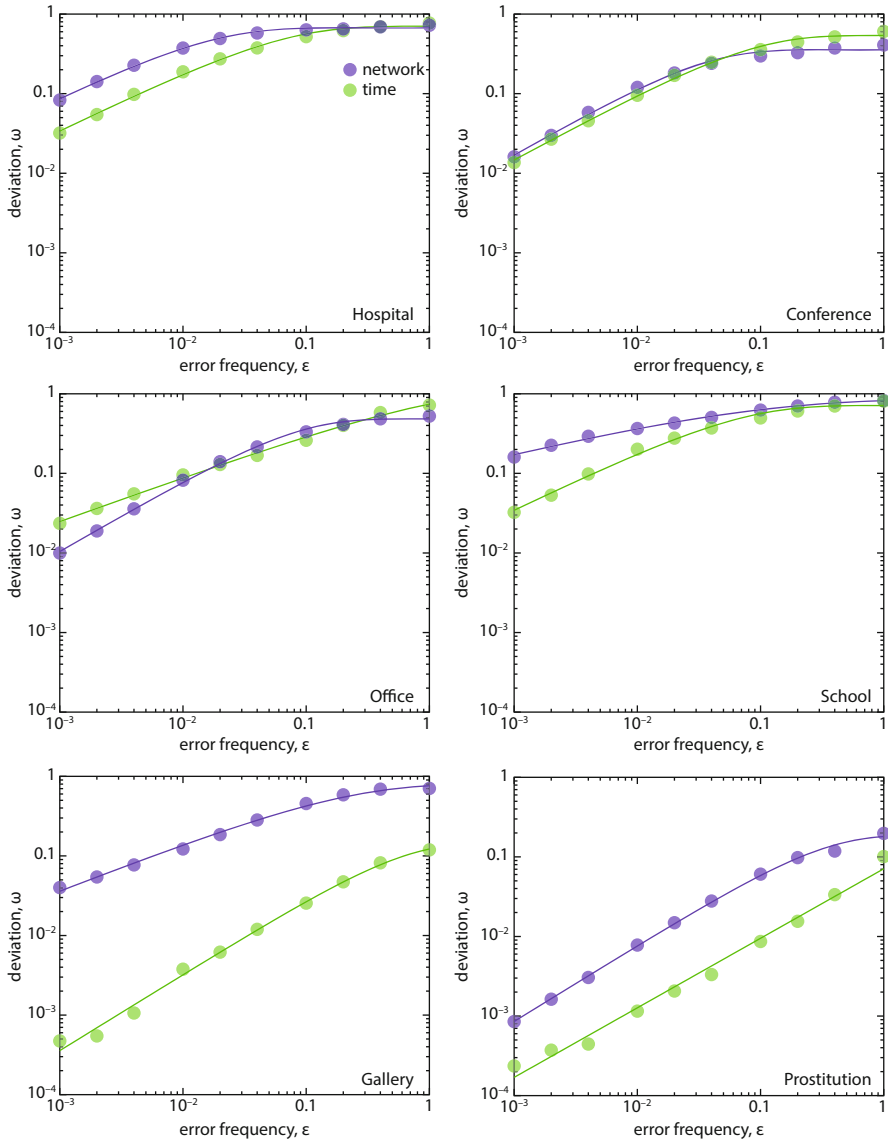 1
0.1
10⁻²
10⁻³
10⁻⁴
deviation, ω
network
time
Hospital
10⁻³
10⁻²
0.1
1
error frequency, ε
1
0.1
10⁻²
10⁻³
10⁻⁴
deviation, ω
Conference
10⁻³
10⁻²
0.1
1
error frequency, ε
1
0.1
10⁻²
10⁻³
10⁻⁴
deviation, ω
Office
10⁻³
10⁻²
0.1
1
error frequency, ε
1
0.1
10⁻²
10⁻³
10⁻⁴
deviation, ω
School
10⁻³
10⁻²
0.1
1
error frequency, ε
1
0.1
10⁻²
10⁻³
10⁻⁴
deviation, ω
Gallery
10⁻³
10⁻²
0.1
1
error frequency, ε
1
0.1
10⁻²
10⁻³
10⁻⁴
deviation, ω
Prostitution
10⁻³
10⁻²
0.1
1
error frequency, ε